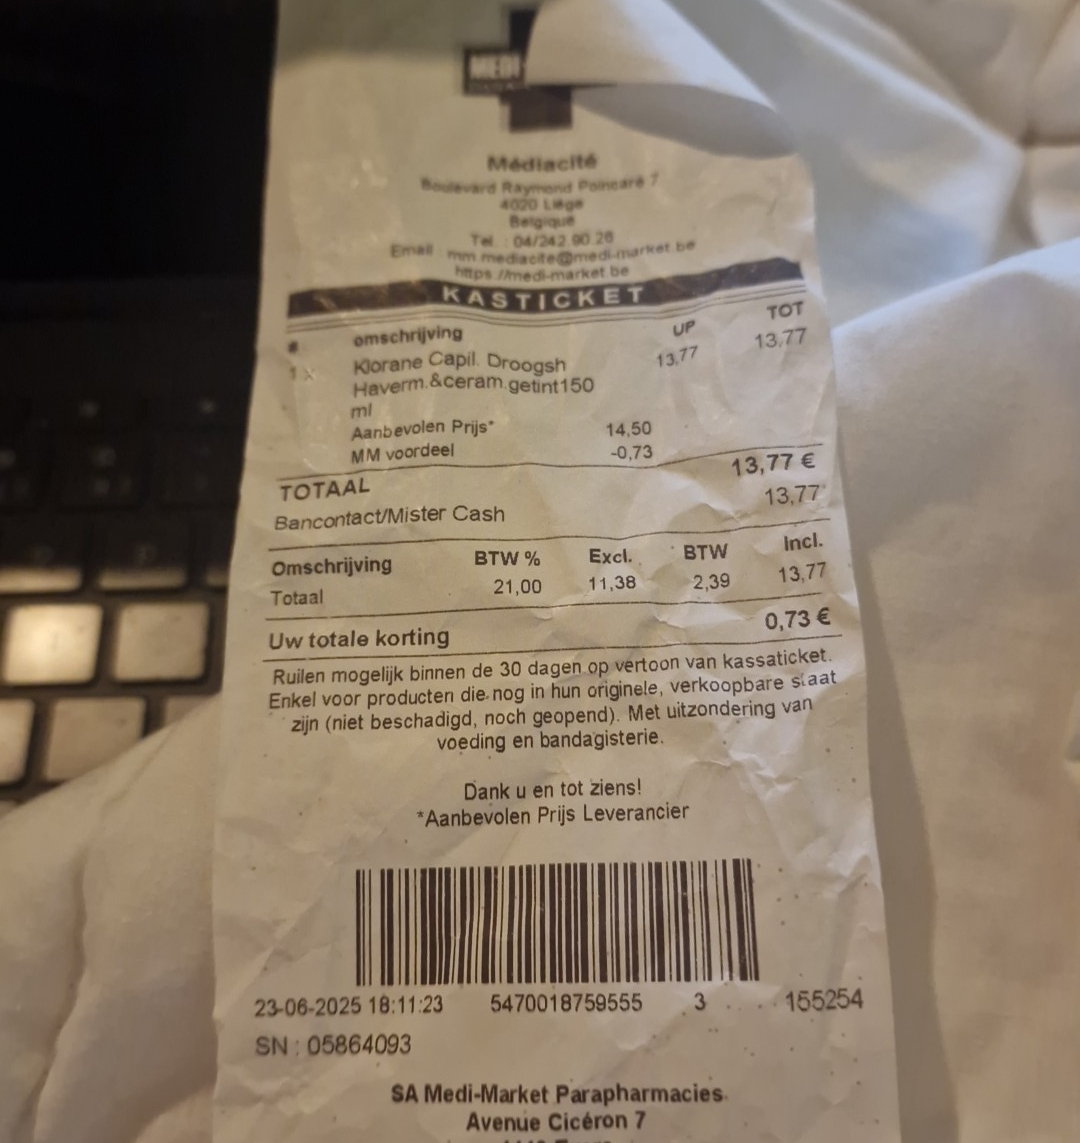 MEDI
Médiacité
Boulevard Raymond Poincaré 7
4020 Liège
Belgique
Tel. : 04/242.90.26
Email : mm.mediacite@medi-market.be
https://medi-market.be
KASTICKET
# omschrijving UP TOT
1 x Klorane Capil. Droogsh 13,77 13,77
Haverm.&ceram.getint150
ml
Aanbevolen Prijs* 14,50
MM voordeel -0,73
TOTAAL 13,77 €
Bancontact/Mister Cash 13,77
Omschrijving BTW % Excl. BTW Incl.
Totaal 21,00 11,38 2,39 13,77
Uw totale korting 0,73 €
Ruilen mogelijk binnen de 30 dagen op vertoon van kassaticket.
Enkel voor producten die nog in hun originele, verkoopbare staat
zijn (niet beschadigd, noch geopend). Met uitzondering van
voeding en bandagisterie.
Dank u en tot ziens!
*Aanbevolen Prijs Leverancier
23-06-2025 18:11:23 5470018759555 3 155254
SN : 05864093
SA Medi-Market Parapharmacies
Avenue Cicéron 7